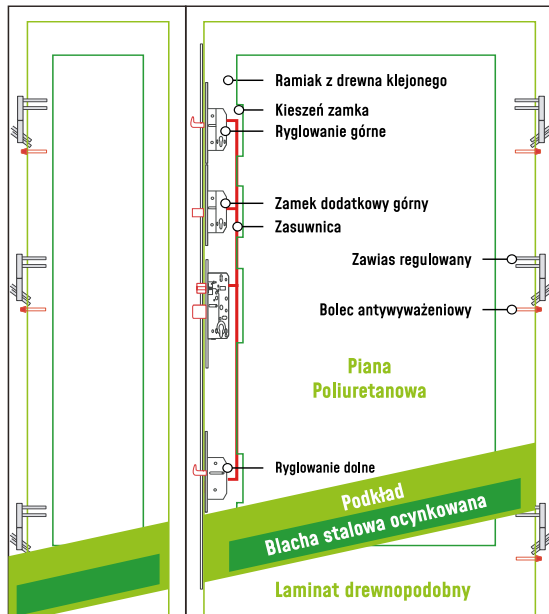 Ramiak z drewna klejonego
Kieszeń zamka
Ryglowanie górne
Zamek dodatkowy górny
Zasuwnica
Zawias regulowany
Bolec antywyważeniowy
Piana
Poliuretanowa
Ryglowanie dolne
Podkład
Blacha stalowa ocynkowana
Laminat drewnopodobny